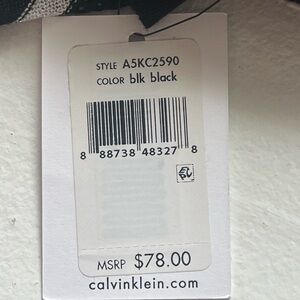 STYLE A5KC2590
COLOR blk black
8 88738 48327 8
MSRP $78.00
calvinklein.com